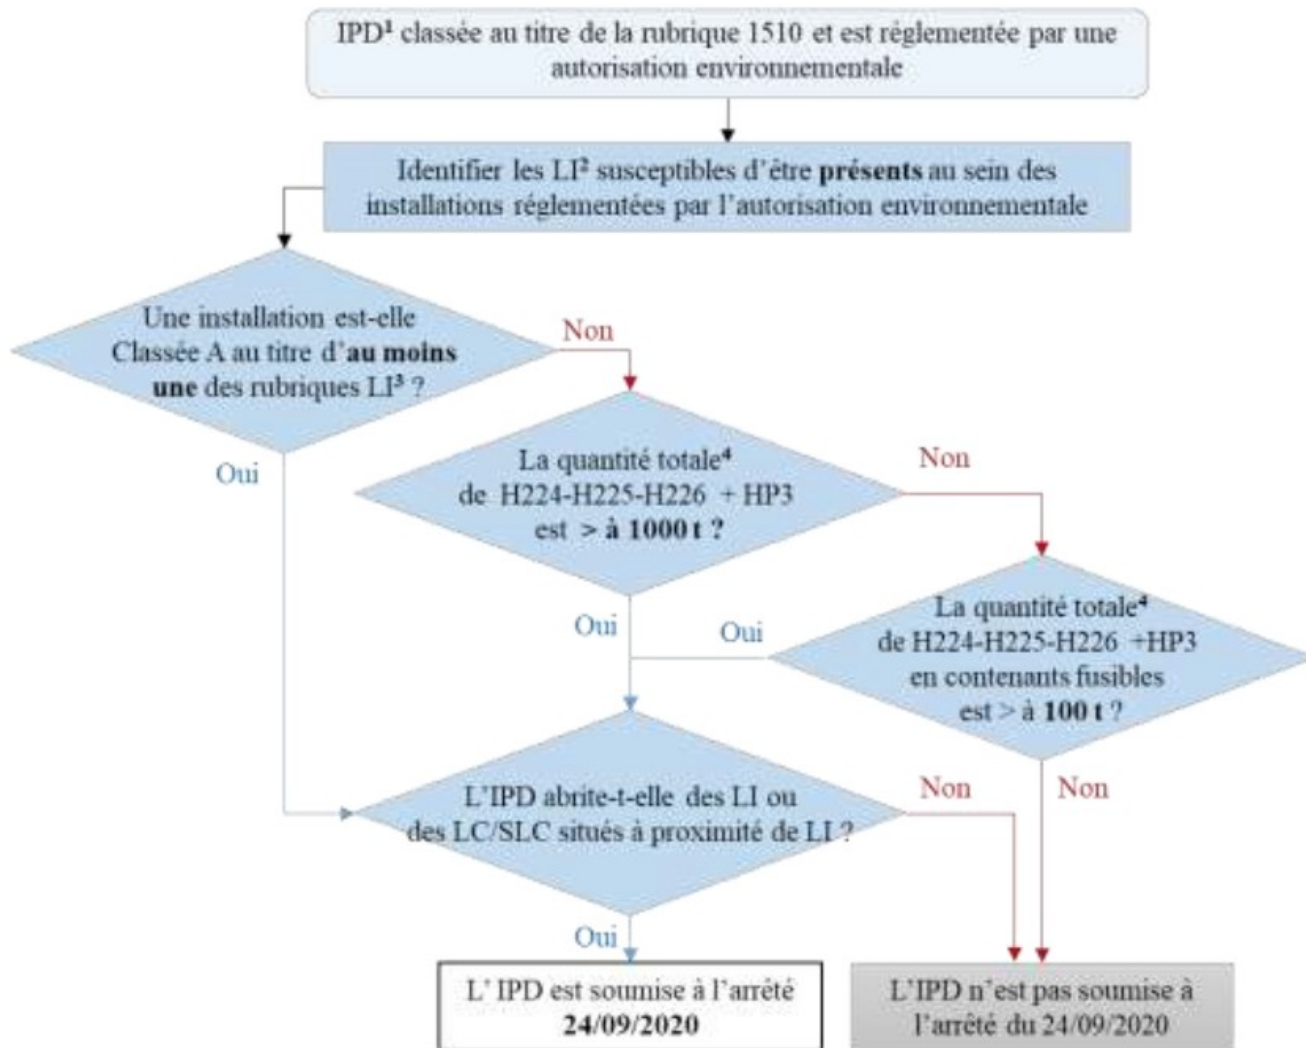 IPD¹ classée au titre de la rubrique 1510 et est réglementée par une
autorisation environnementale
Identifier les LI² susceptibles d'être présents au sein des
installations réglementées par l'autorisation environnementale
Une installation est-elle
Classée A au titre d'au moins
une des rubriques LI³ ?
Non
Oui
La quantité totale⁴
de H224-H225-H226 + HP3
est > à 1000 t ?
Non
Oui
La quantité totale⁴
de H224-H225-H226 +HP3
en contenants fusibles
est > à 100 t ?
Oui
Non
L'IPD abrite-t-elle des LI ou
des LC/SLC situés à proximité de LI ?
Non
Oui
L' IPD est soumise à l'arrêté
24/09/2020
L'IPD n'est pas soumise à
l'arrêté du 24/09/2020